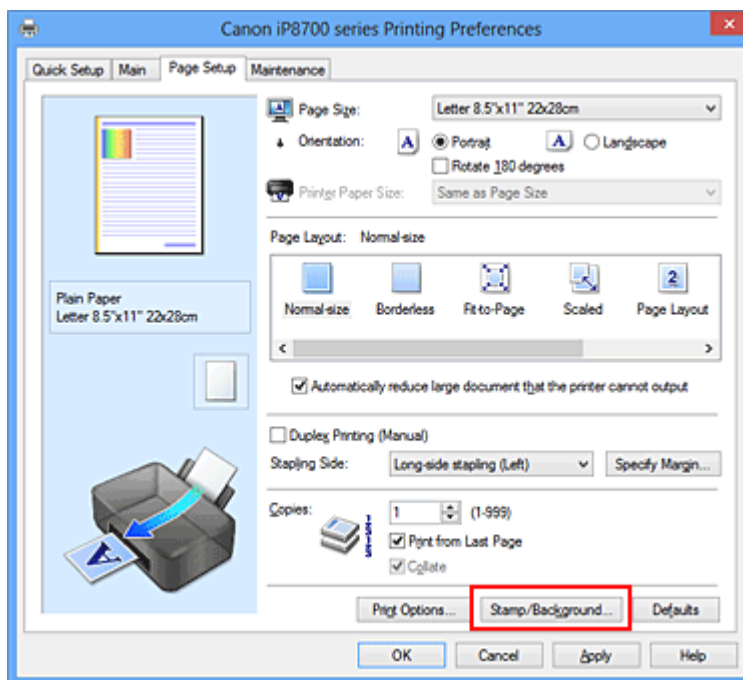 Canon iP8700 series Printing Preferences
Quick Setup Main Page Setup Maintenance
Page Size: Letter 8.5"x11" 22x28cm
Orientation: A Portrait A Landscape
Rotate 180 degrees
Printer Paper Size: Same as Page Size
Page Layout: Normal-size
2
Normal-size Borderless Fit-to-Page Scaled Page Layout
Plain Paper
Letter 8.5"x11" 22x28cm
Automatically reduce large document that the printer cannot output
Duplex Printing (Manual)
Stapling Side: Long-side stapling (Left) Specify Margin...
Copies: 1 (1-999)
Print from Last Page
Collate
A
Print Options... Stamp/Background... Defaults
OK Cancel Apply Help